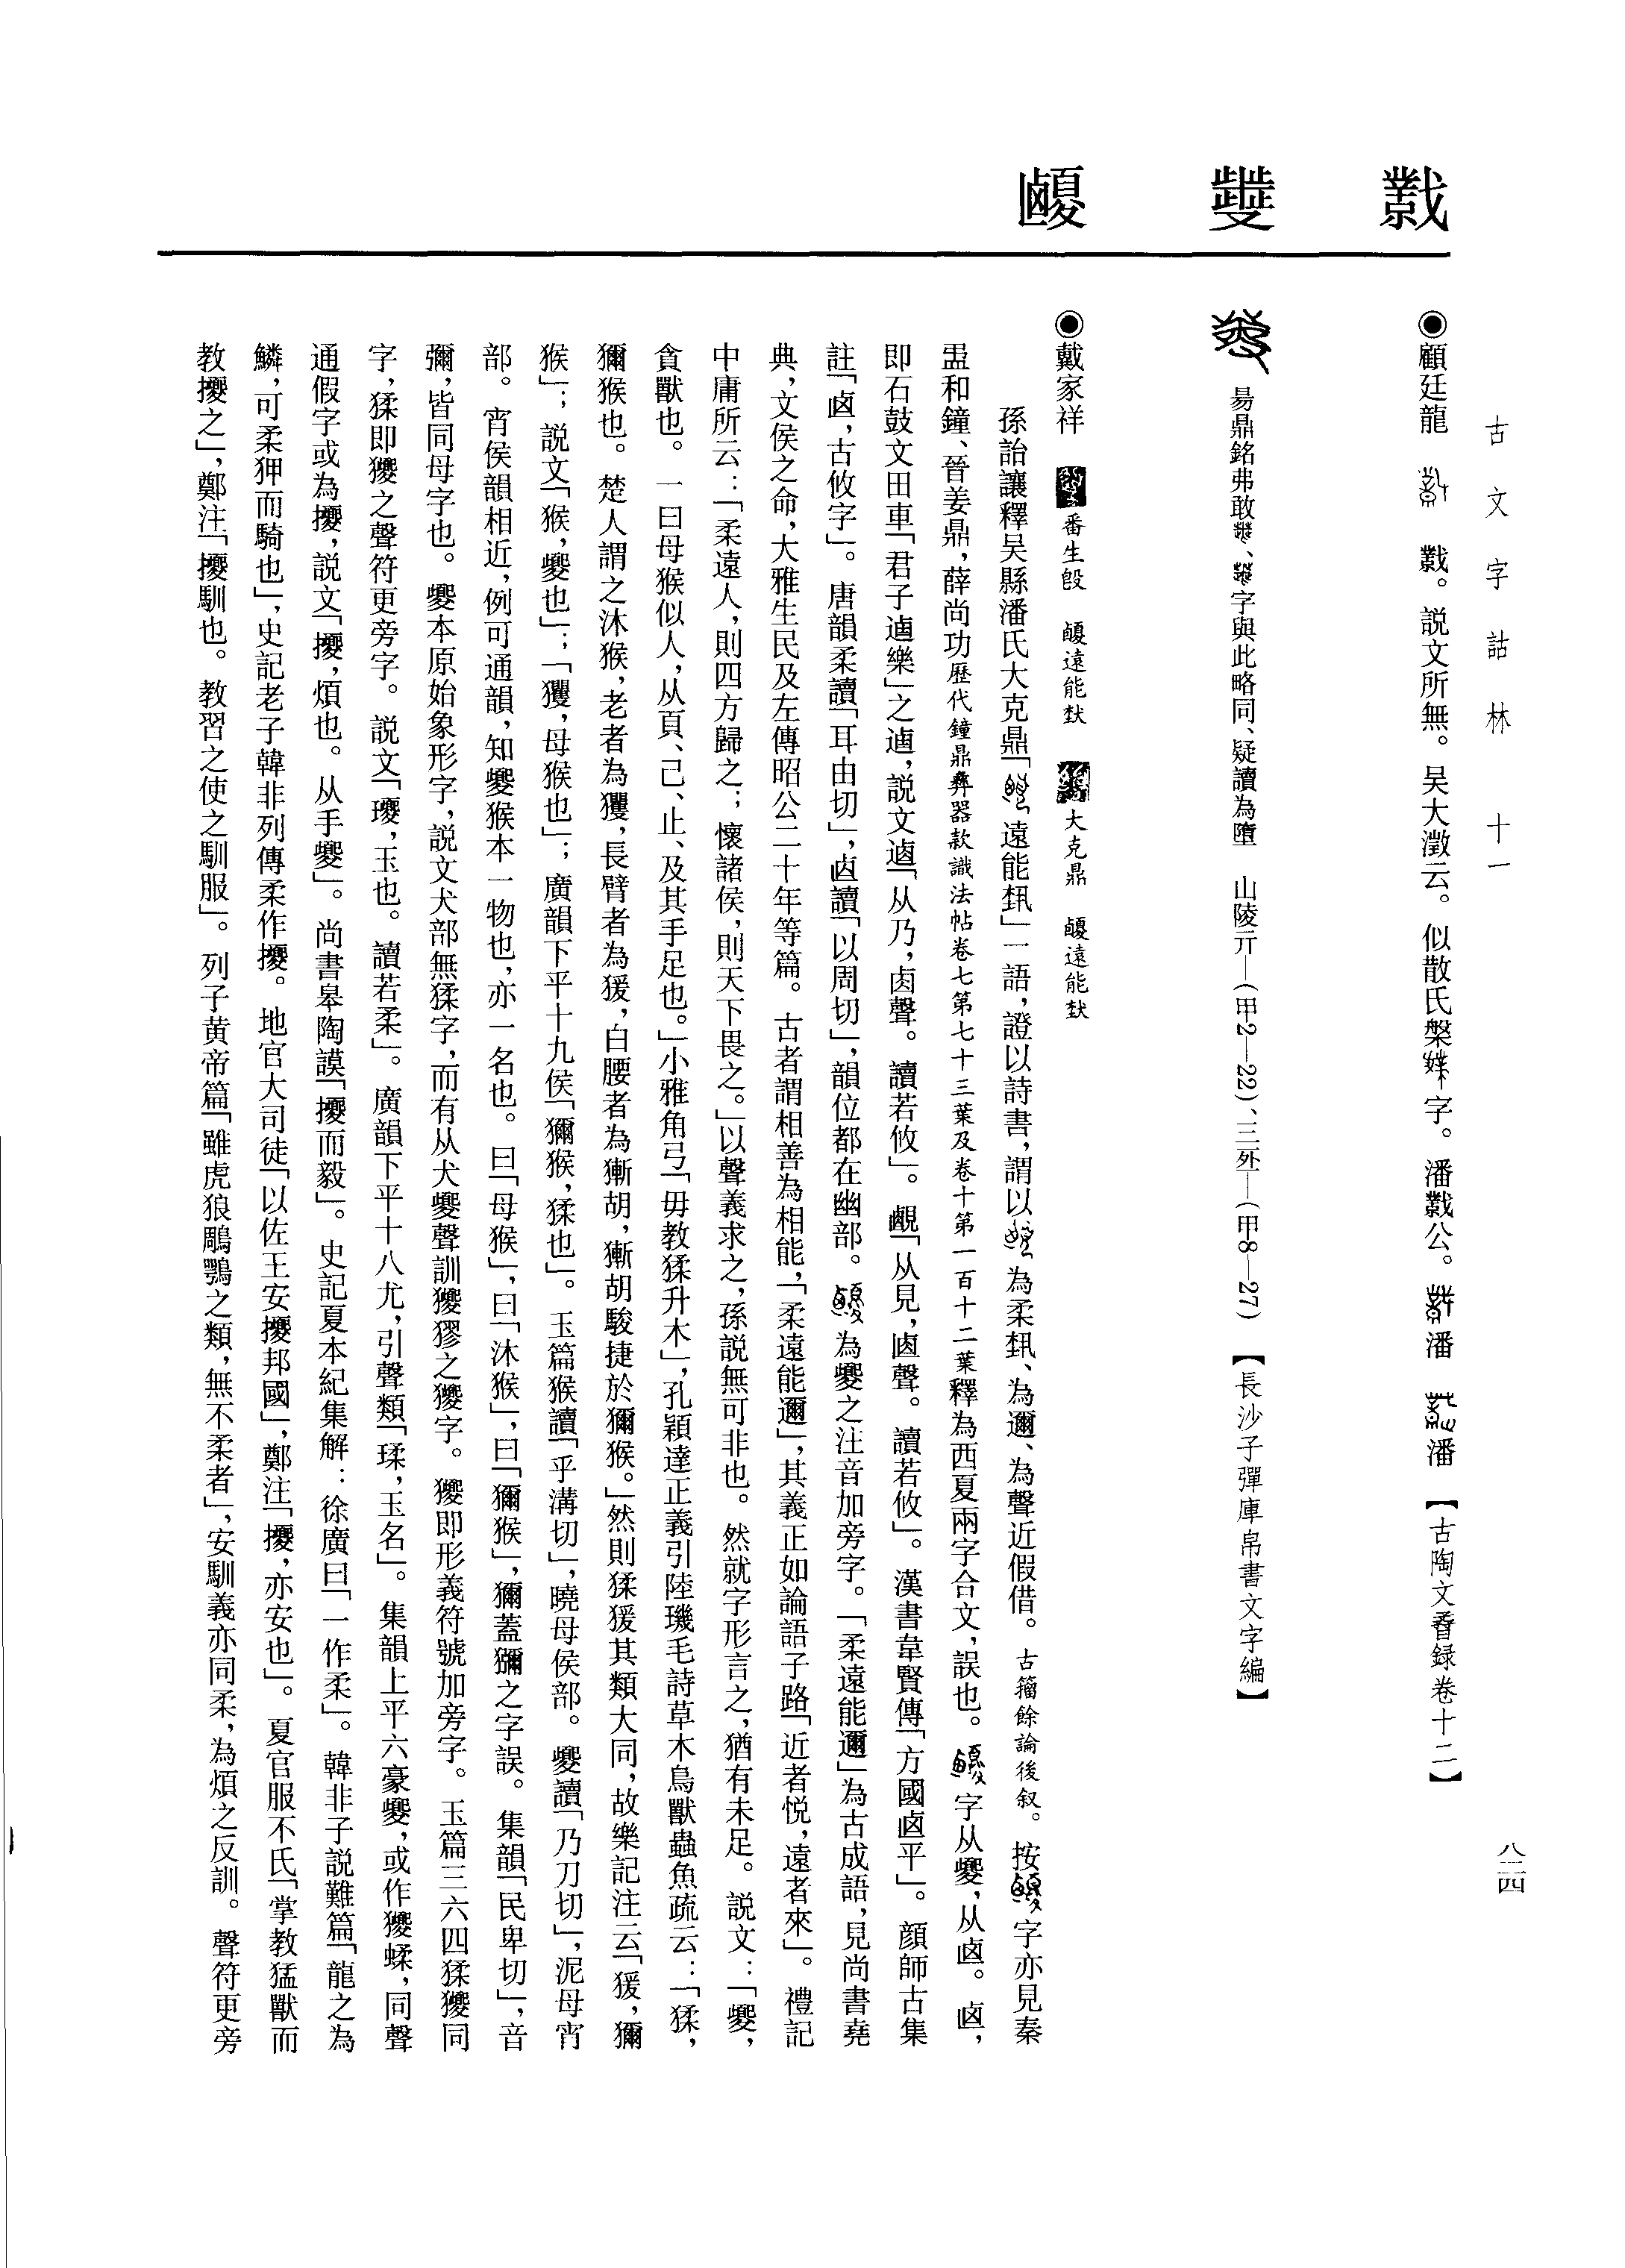 古文字詁林 十一
八二四
◉顧廷龍 戮。説文所無。吴大澂云。似散氏槃字。潘戮公。潘 潘 【古陶文孴録卷十二】
昜鼎銘弗敢、字與此略同、疑讀為墮 山陵亓—(甲2—22)、三𠦪—(甲8—27) 【長沙子彈庫帛書文字編】
◉戴家祥 番生𣪘 遠能㹜 大克鼎 遠能㹜
孫詒讓釋吴縣潘氏大克鼎「遠能𤞷」一語，證以詩書，謂以為柔𤞷、為邇、為聲近假借。古籀餘論後叙。按字亦見秦
盄和鐘、晉姜鼎，薛尚功歷代鐘鼎彝器款識法帖卷七第七十三葉及卷十第一百十二葉釋為西夏兩字合文，誤也。字从夒，从卣。卣，
即石鼓文田車「君子逌樂」之逌，説文逌「从乃，卤聲。讀若攸」。覰「从見，卣聲。讀若攸」。漢書韋賢傳「方國卣平」。顔師古集
註「卣，古攸字」。唐韻柔讀「耳由切」，卣讀「以周切」，韻位都在幽部。為夒之注音加旁字。「柔遠能邇」為古成語，見尚書堯
典，文侯之命，大雅生民及左傳昭公二十年等篇。古者謂相善為相能，「柔遠能邇」，其義正如論語子路「近者悦，遠者來」。禮記
中庸所云：「柔遠人，則四方歸之；懷諸侯，則天下畏之。」以聲義求之，孫説無可非也。然就字形言之，猶有未足。説文：「夒，
貪獸也。一曰母猴似人，从頁、己、止、夊其手足也。」小雅角弓「毋教猱升木」，孔穎達正義引陸璣毛詩草木鳥獸蟲魚疏云：「猱，
獼猴也。楚人謂之沐猴，老者為玃，長臂者為猨，白腰者為獑胡，獑胡駿捷於獼猴。」然則猱猨其類大同，故樂記注云「猨，獼
猴」；説文「猴，夒也」；「玃，母猴也」；廣韻下平十九侯「獼猴，猱也」。玉篇猴讀「乎溝切」，曉母侯部。夒讀「乃刀切」，泥母宵
部。宵侯韻相近，例可通韻，知夒猴本一物也，亦一名也。曰「母猴」，曰「沐猴」，曰「獼猴」，獼蓋獮之字誤。集韻「民卑切」，音
彌，皆同母字也。夒本原始象形字，説文犬部無猱字，而有从犬夒聲訓獿獟之獿字。獿即形義符號加旁字。玉篇三六四猱獿同
字，猱即獿之聲符更旁字。説文「瓇，玉也。讀若柔」。廣韻下平十八尤，引聲類「瑈，玉名」。集韻上平六豪夒，或作獿蝚，同聲
通假字或為擾，説文「擾，煩也。从手夒」。尚書皋陶謨「擾而毅」。史記夏本紀集解：徐廣曰「一作柔」。韓非子説難篇「龍之為
鱗，可柔狎而騎也」，史記老子韓非列傳柔作擾。地官大司徒「以佐王安擾邦國」，鄭注「擾，亦安也」。夏官服不氏「掌教猛獸而
教擾之」，鄭注「擾馴也。教習之使之馴服」。列子黄帝篇「雖虎狼鵰鶚之類，無不柔者」，安馴義亦同柔，為煩之反訓。聲符更旁